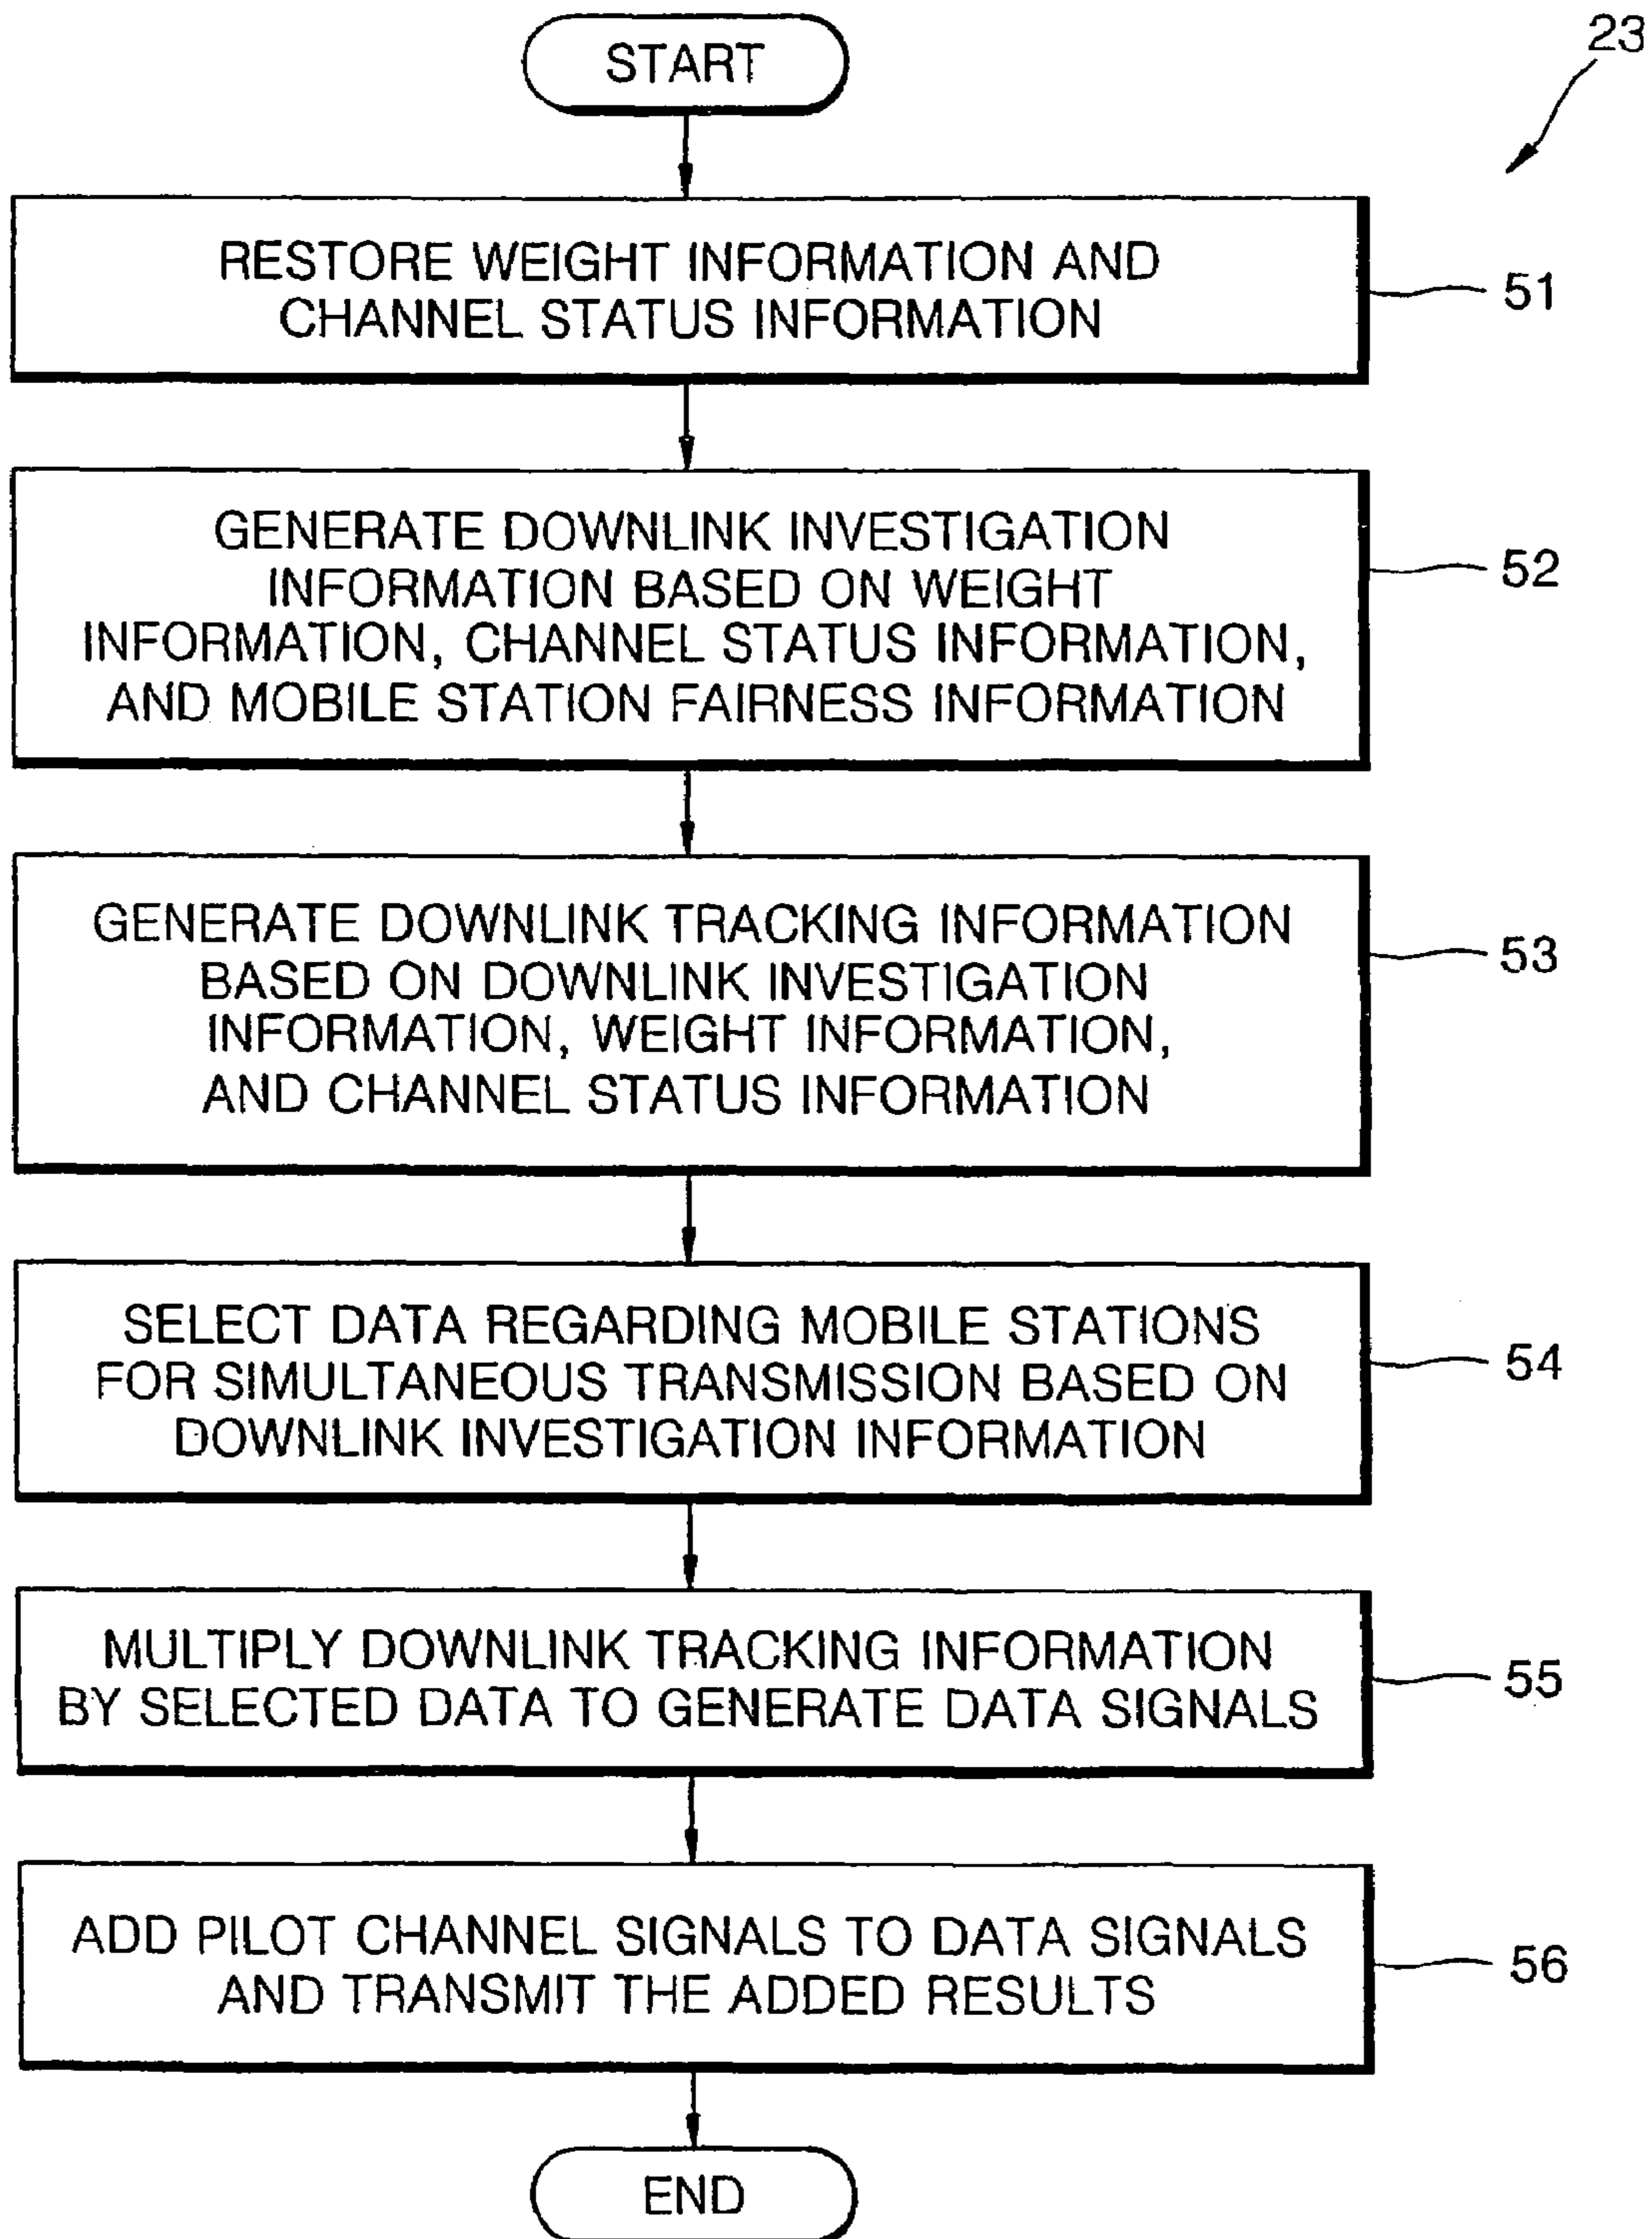 START
23
RESTORE WEIGHT INFORMATION AND
CHANNEL STATUS INFORMATION
51
GENERATE DOWNLINK INVESTIGATION
INFORMATION BASED ON WEIGHT
INFORMATION, CHANNEL STATUS INFORMATION,
AND MOBILE STATION FAIRNESS INFORMATION
52
GENERATE DOWNLINK TRACKING INFORMATION
BASED ON DOWNLINK INVESTIGATION
INFORMATION, WEIGHT INFORMATION,
AND CHANNEL STATUS INFORMATION
53
SELECT DATA REGARDING MOBILE STATIONS
FOR SIMULTANEOUS TRANSMISSION BASED ON
DOWNLINK INVESTIGATION INFORMATION
54
MULTIPLY DOWNLINK TRACKING INFORMATION
BY SELECTED DATA TO GENERATE DATA SIGNALS
55
ADD PILOT CHANNEL SIGNALS TO DATA SIGNALS
AND TRANSMIT THE ADDED RESULTS
56
END